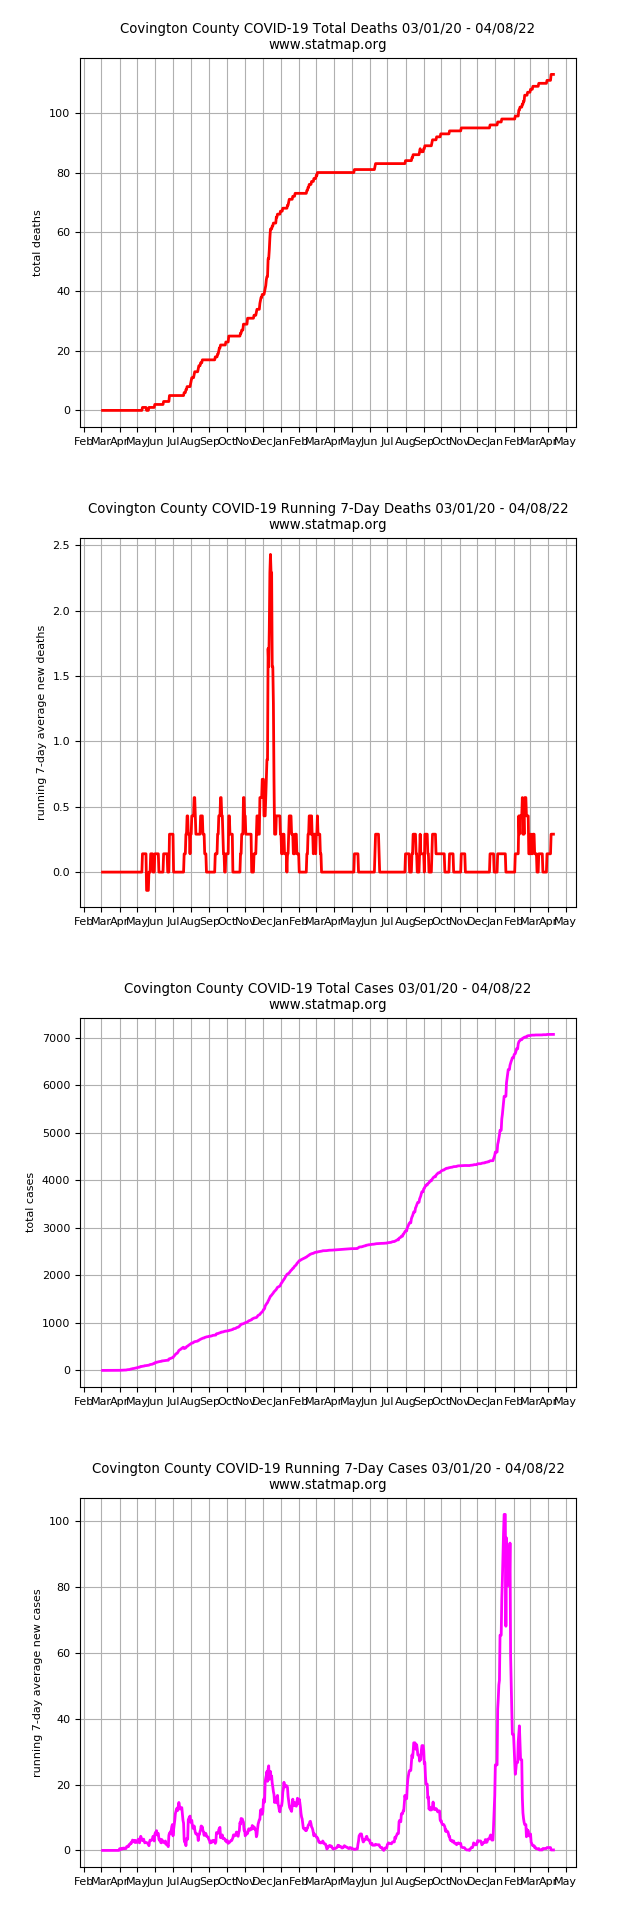 Covington County COVID-19 Total Deaths 03/01/20 - 04/08/22
www.statmap.org
total deaths
100
80
60
40
20
0
Feb Mar Apr May Jun Jul Aug Sep Oct Nov Dec Jan Feb Mar Apr May Jun Jul Aug Sep Oct Nov Dec Jan Feb Mar Apr May
Covington County COVID-19 Running 7-Day Deaths 03/01/20 - 04/08/22
www.statmap.org
running 7-day average new deaths
2.5
2.0
1.5
1.0
0.5
0.0
Feb Mar Apr May Jun Jul Aug Sep Oct Nov Dec Jan Feb Mar Apr May Jun Jul Aug Sep Oct Nov Dec Jan Feb Mar Apr May
Covington County COVID-19 Total Cases 03/01/20 - 04/08/22
www.statmap.org
total cases
7000
6000
5000
4000
3000
2000
1000
0
Feb Mar Apr May Jun Jul Aug Sep Oct Nov Dec Jan Feb Mar Apr May Jun Jul Aug Sep Oct Nov Dec Jan Feb Mar Apr May
Covington County COVID-19 Running 7-Day Cases 03/01/20 - 04/08/22
www.statmap.org
running 7-day average new cases
100
80
60
40
20
0
Feb Mar Apr May Jun Jul Aug Sep Oct Nov Dec Jan Feb Mar Apr May Jun Jul Aug Sep Oct Nov Dec Jan Feb Mar Apr May